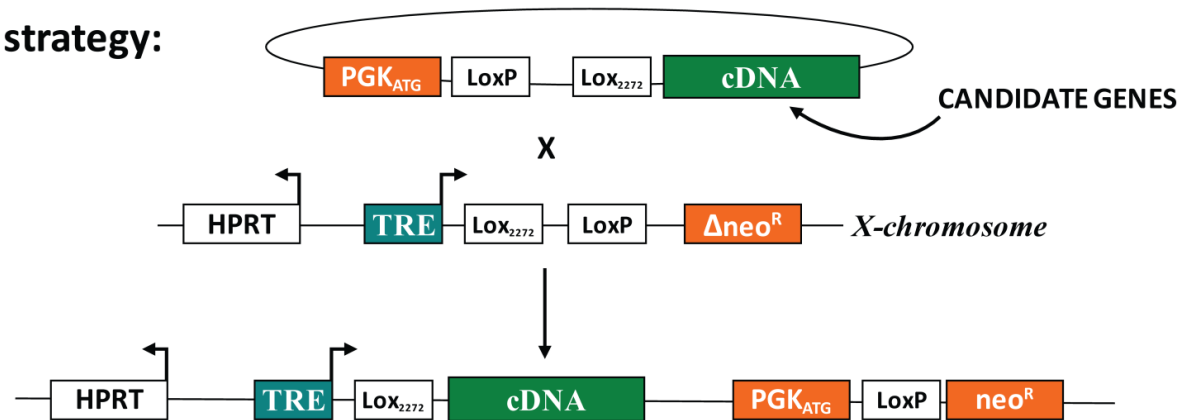 strategy:
PGKATG LoxP Lox2272 cDNA
CANDIDATE GENES
X
HPRT TRE Lox2272 LoxP ΔneoR X-chromosome
HPRT TRE Lox2272 cDNA PGKATG LoxP neoR